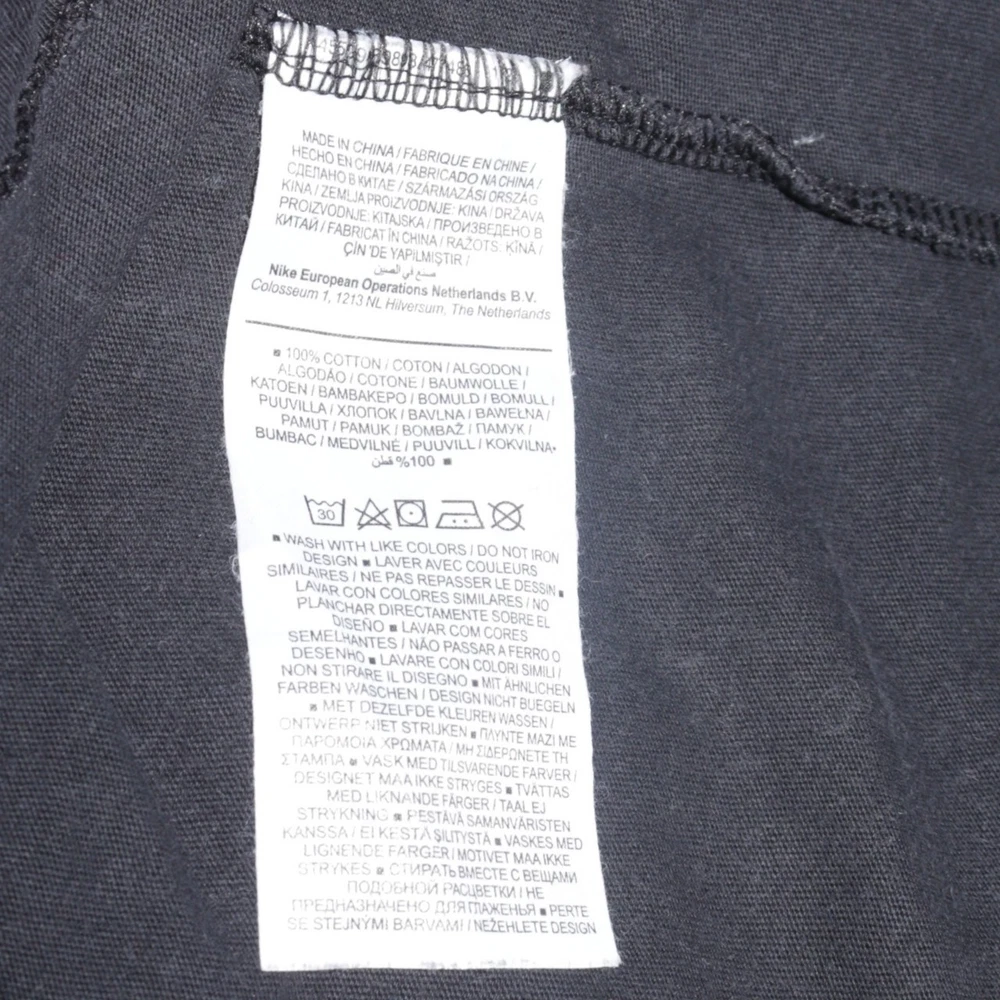 MADE IN CHINA / FABRIQUE EN CHINE /
HECHO EN CHINA / FABRICADO NA CHINA /
СДЕЛАНО В КИТАЕ / SZÁRMAZÁSI ORSZÁG
KINA / ZEMLJA PROIZVODNJE: KINA / DRŽAVA
PROIZVODNJE: KITAJSKA / ПРОИЗВЕДЕНО В
КИТАЙ / FABRICAT ÎN CHINA / RAŽOTS: ĶĪNĀ /
ÇİN 'DE YAPILMIŞTIR /
صنع في الصين
Nike European Operations Netherlands B.V.
Colosseum 1, 1213 NL Hilversum, The Netherlands
■ 100% COTTON / COTON / ALGODON /
ALGODÃO / COTONE / BAUMWOLLE /
KATOEN / ΒΑΜΒΑΚΕΡΟ / BOMULD / BOMULL /
PUUVILLA / ХЛОПОК / BAVLNA / BAWEŁNA /
PAMUT / PAMUK / BOMBAŽ / ПАМУК /
BUMBAC / MEDVILNĖ / PUUVILL / KOKVILNA•
100% قطن ■
30
■ WASH WITH LIKE COLORS / DO NOT IRON
DESIGN ■ LAVER AVEC COULEURS
SIMILAIRES / NE PAS REPASSER LE DESSIN ■
LAVAR CON COLORES SIMILARES / NO
PLANCHAR DIRECTAMENTE SOBRE EL
DISEÑO ■ LAVAR COM CORES
SEMELHANTES / NÃO PASSAR A FERRO O
DESENHO ■ LAVARE CON COLORI SIMILI /
NON STIRARE IL DISEGNO ■ MIT ÄHNLICHEN
FARBEN WASCHEN / DESIGN NICHT BUEGELN
■ MET DEZELFDE KLEUREN WASSEN /
ONTWERP NIET STRIJKEN ■ ΠΛΥΝΤΕ ΜΑΖΙ ΜΕ
ΠΑΡΟΜΟΙΑ ΧΡΩΜΑΤΑ / ΜΗ ΣΙΔΕΡΩΝΕΤΕ ΤΗ
ΣΤΑΜΠΑ ■ VASK MED TILSVARENDE FARVER /
DESIGNET MAA IKKE STRYGES ■ TVÄTTAS
MED LIKNANDE FÄRGER / TAAL EJ
STRYKNING ■ PESTÄVÄ SAMANVÄRISTEN
KANSSA / EI KESTÄ SILITYSTÄ ■ VASKES MED
LIGNENDE FARGER / MOTIVET MAA IKKE
STRYKES ■ СТИРАТЬ ВМЕСТЕ С ВЕЩАМИ
ПОДОБНОЙ РАСЦВЕТКИ / НЕ
ПРЕДНАЗНАЧЕНО ДЛЯ ГЛАЖЕНЬЯ ■ PERTE
SE STEJNÝMI BARVAMI / NEŽEHLETE DESIGN